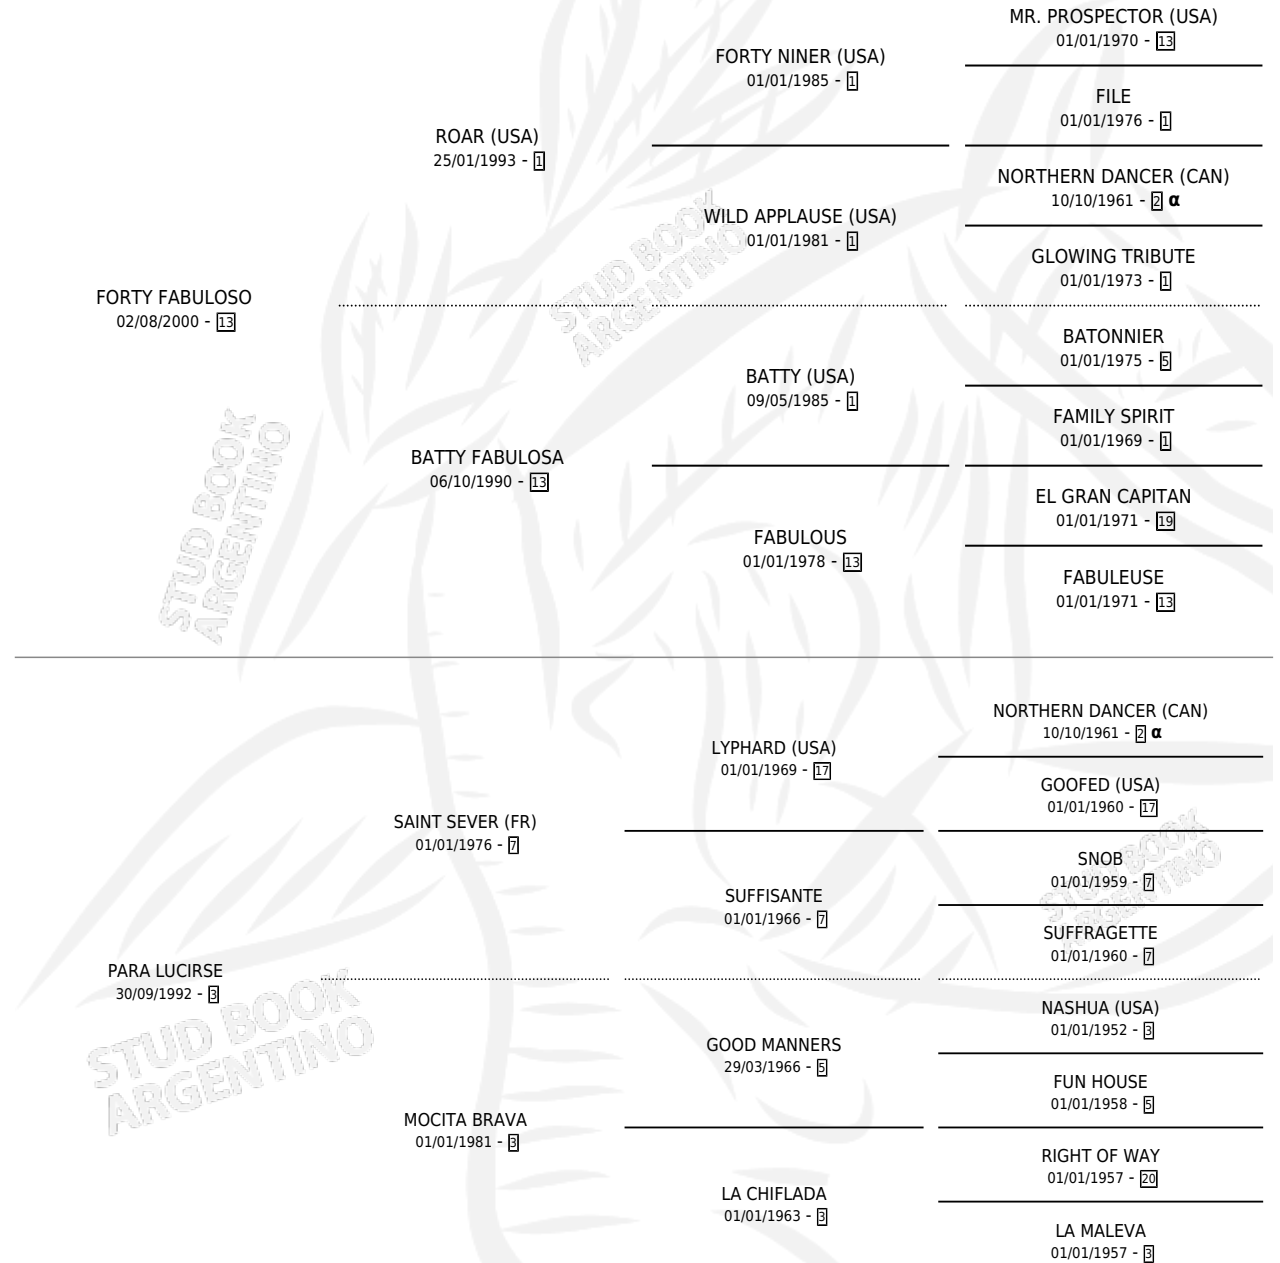 MR. PROSPECTOR (USA)
01/01/1970 - 13
FORTY NINER (USA)
01/01/1985 - 1
FILE
01/01/1976 - 1
ROAR (USA)
25/01/1993 - 1
NORTHERN DANCER (CAN)
10/10/1961 - 2 α
WILD APPLAUSE (USA)
01/01/1981 - 1
GLOWING TRIBUTE
01/01/1973 - 1
FORTY FABULOSO
02/08/2000 - 13
BATONNIER
01/01/1975 - 5
BATTY (USA)
09/05/1985 - 1
FAMILY SPIRIT
01/01/1969 - 1
BATTY FABULOSA
06/10/1990 - 13
EL GRAN CAPITAN
01/01/1971 - 19
FABULOUS
01/01/1978 - 13
FABULEUSE
01/01/1971 - 13
NORTHERN DANCER (CAN)
10/10/1961 - 2 α
LYPHARD (USA)
01/01/1969 - 17
GOOFED (USA)
01/01/1960 - 17
SAINT SEVER (FR)
01/01/1976 - 7
SNOB
01/01/1959 - 7
SUFFISANTE
01/01/1966 - 7
SUFFRAGETTE
01/01/1960 - 7
PARA LUCIRSE
30/09/1992 - 3
NASHUA (USA)
01/01/1952 - 3
GOOD MANNERS
29/03/1966 - 5
FUN HOUSE
01/01/1958 - 5
MOCITA BRAVA
01/01/1981 - 3
RIGHT OF WAY
01/01/1957 - 20
LA CHIFLADA
01/01/1963 - 3
LA MALEVA
01/01/1957 - 3
STUD BOOK
ARGENTINO
STUD BOOK
ARGENTINO
STUD BOOK
ARGENTINO
STUD BOOK
ARGENTINO